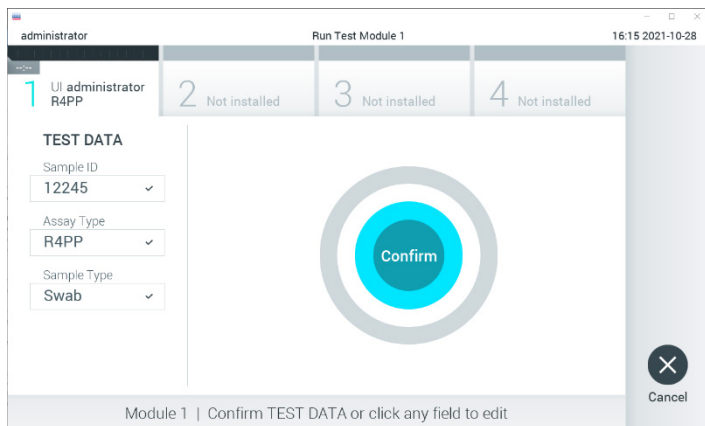 administrator
Run Test Module 1
16:15 2021-10-28
--:--
1
UI administrator
R4PP
2 Not installed
3 Not installed
4 Not installed
TEST DATA
Sample ID
12245
Assay Type
R4PP
Sample Type
Swab
Confirm
Cancel
Module 1 | Confirm TEST DATA or click any field to edit